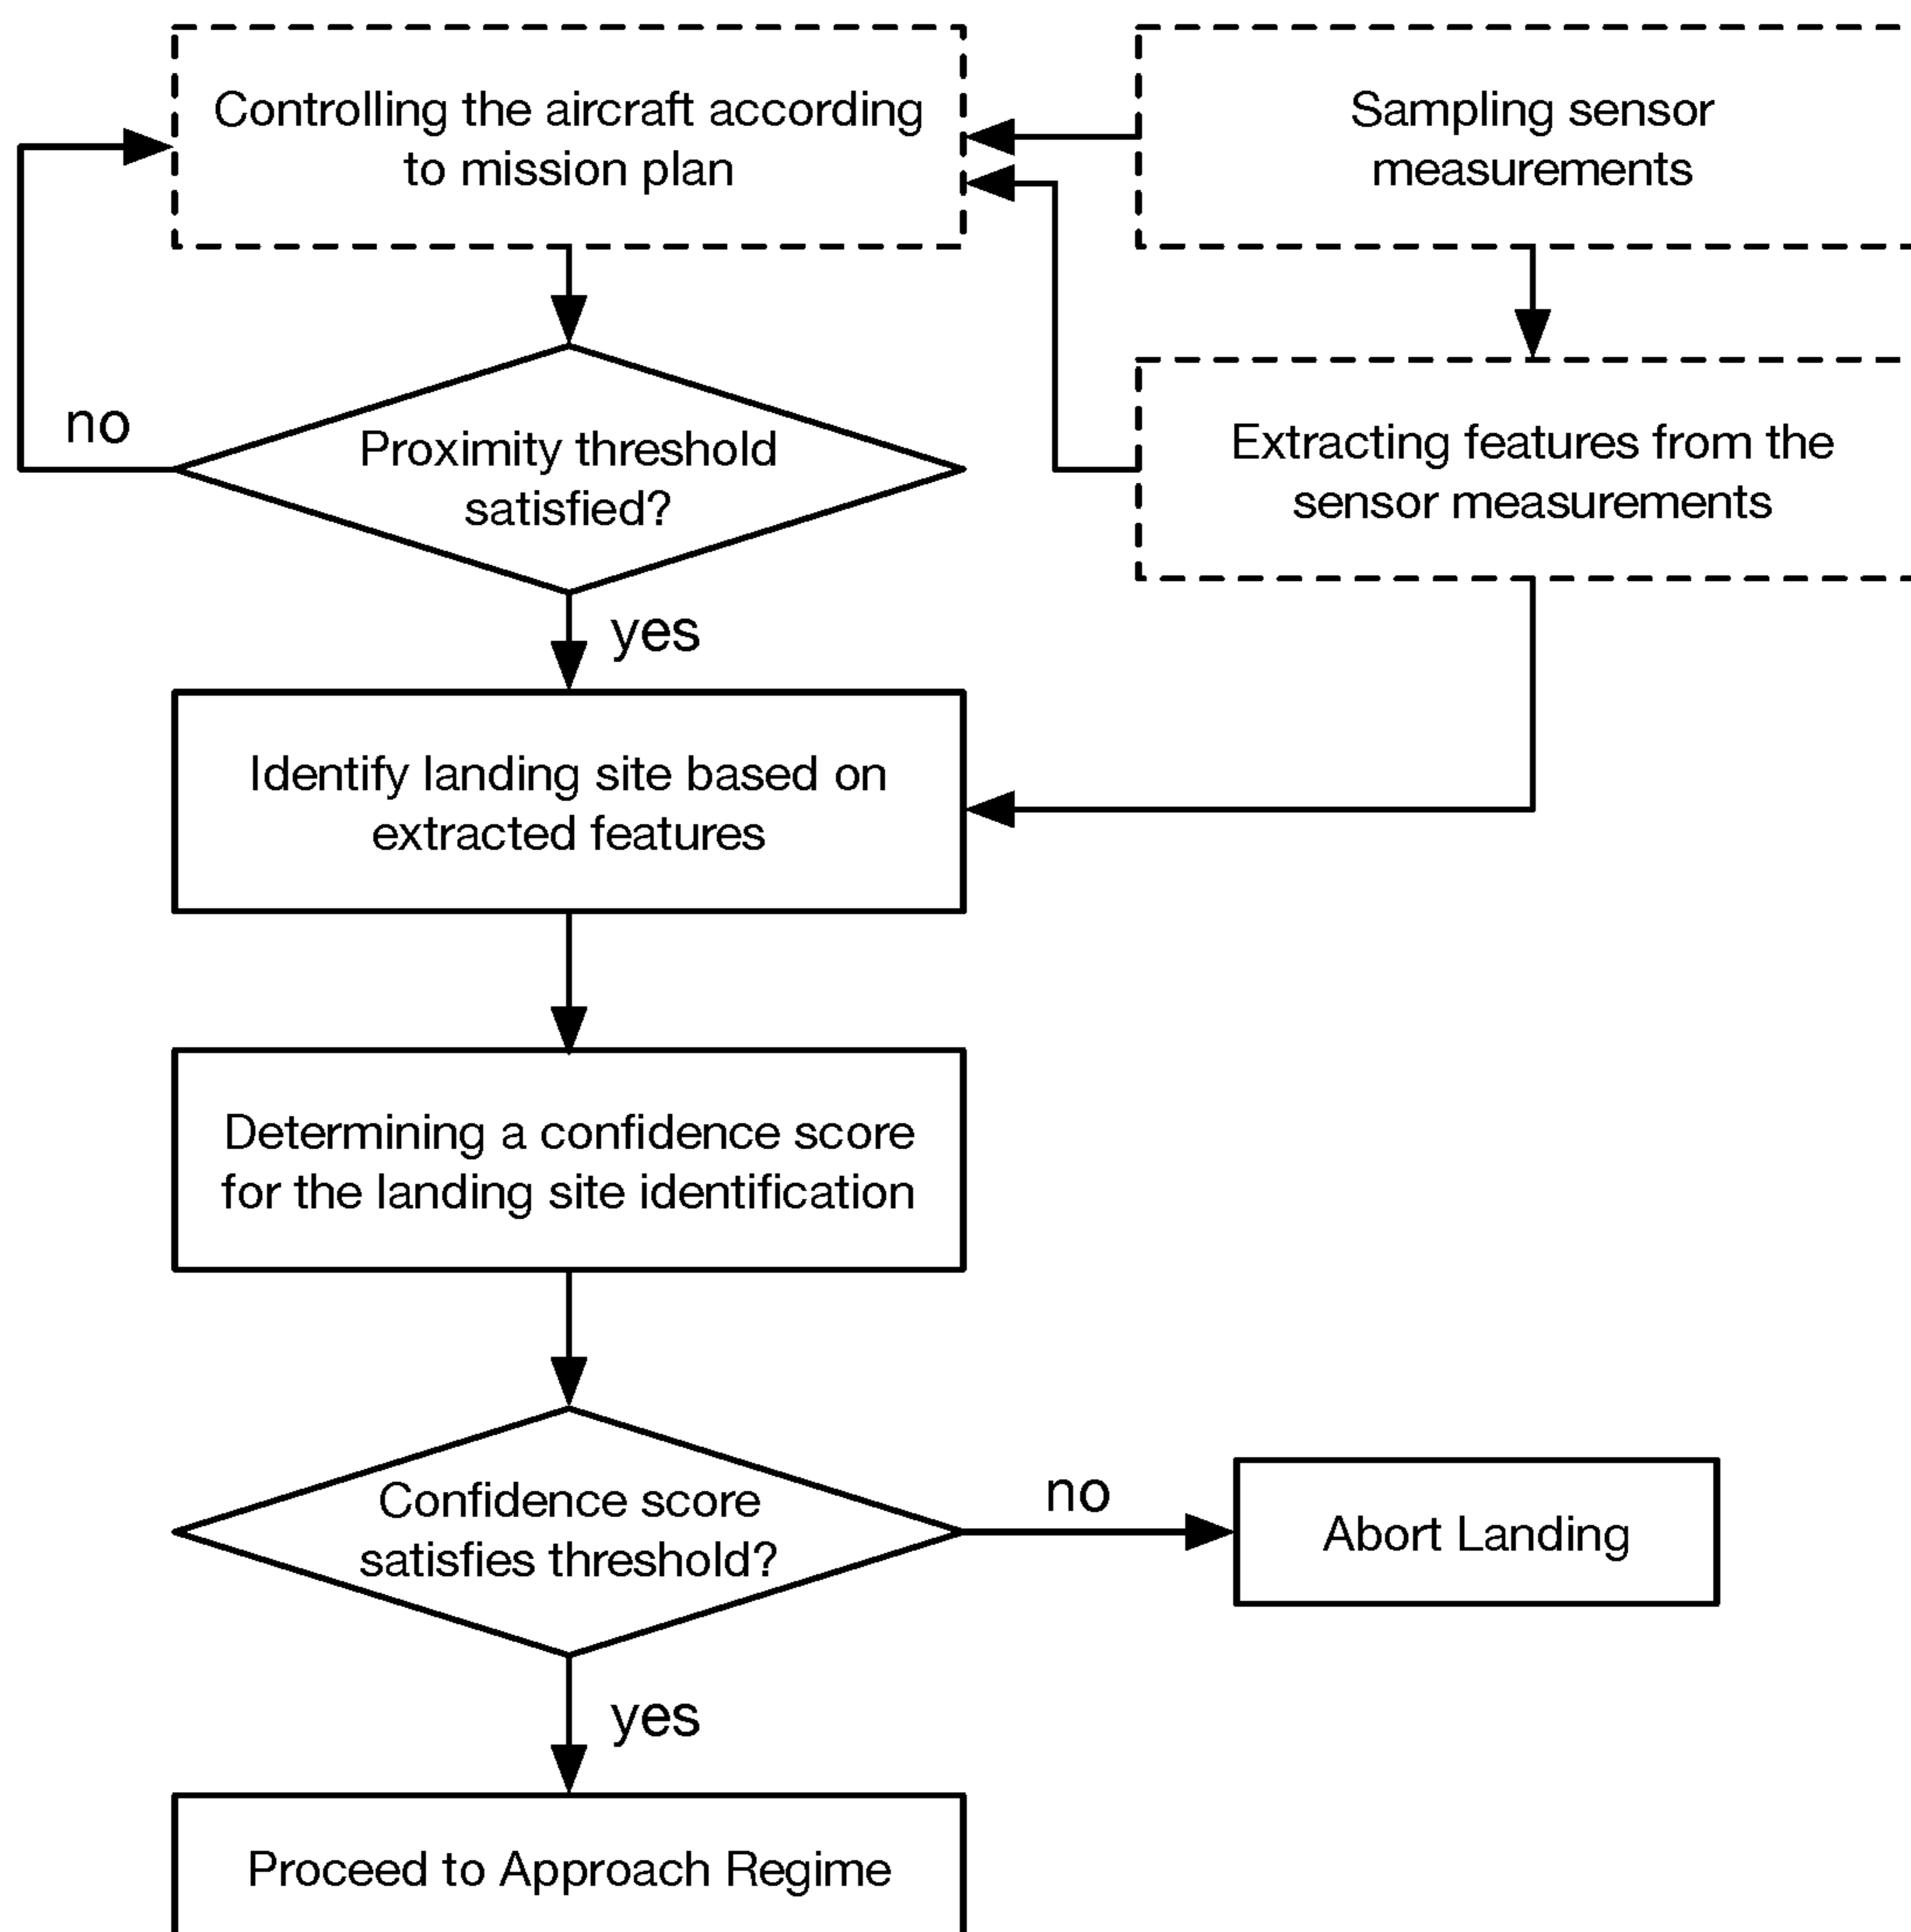 Controlling the aircraft according
to mission plan
Sampling sensor
measurements
no
Proximity threshold
satisfied?
Extracting features from the
sensor measurements
yes
Identify landing site based on
extracted features
Determining a confidence score
for the landing site identification
Confidence score
satisfies threshold?
no
Abort Landing
yes
Proceed to Approach Regime